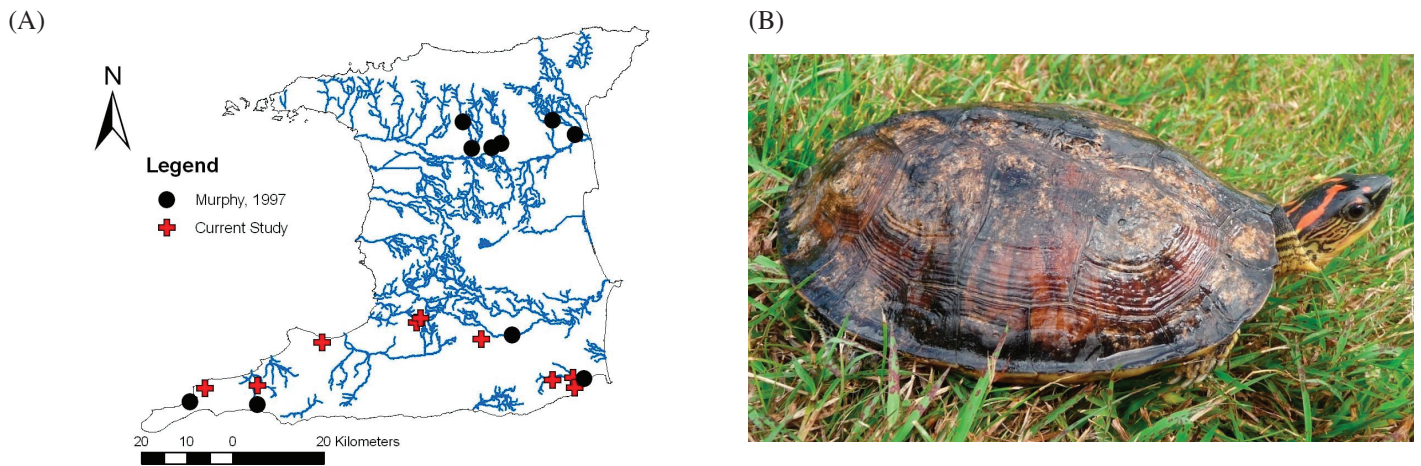 (A)
(B)
N
Legend
Murphy, 1997
Current Study
20 10 0 20 Kilometers